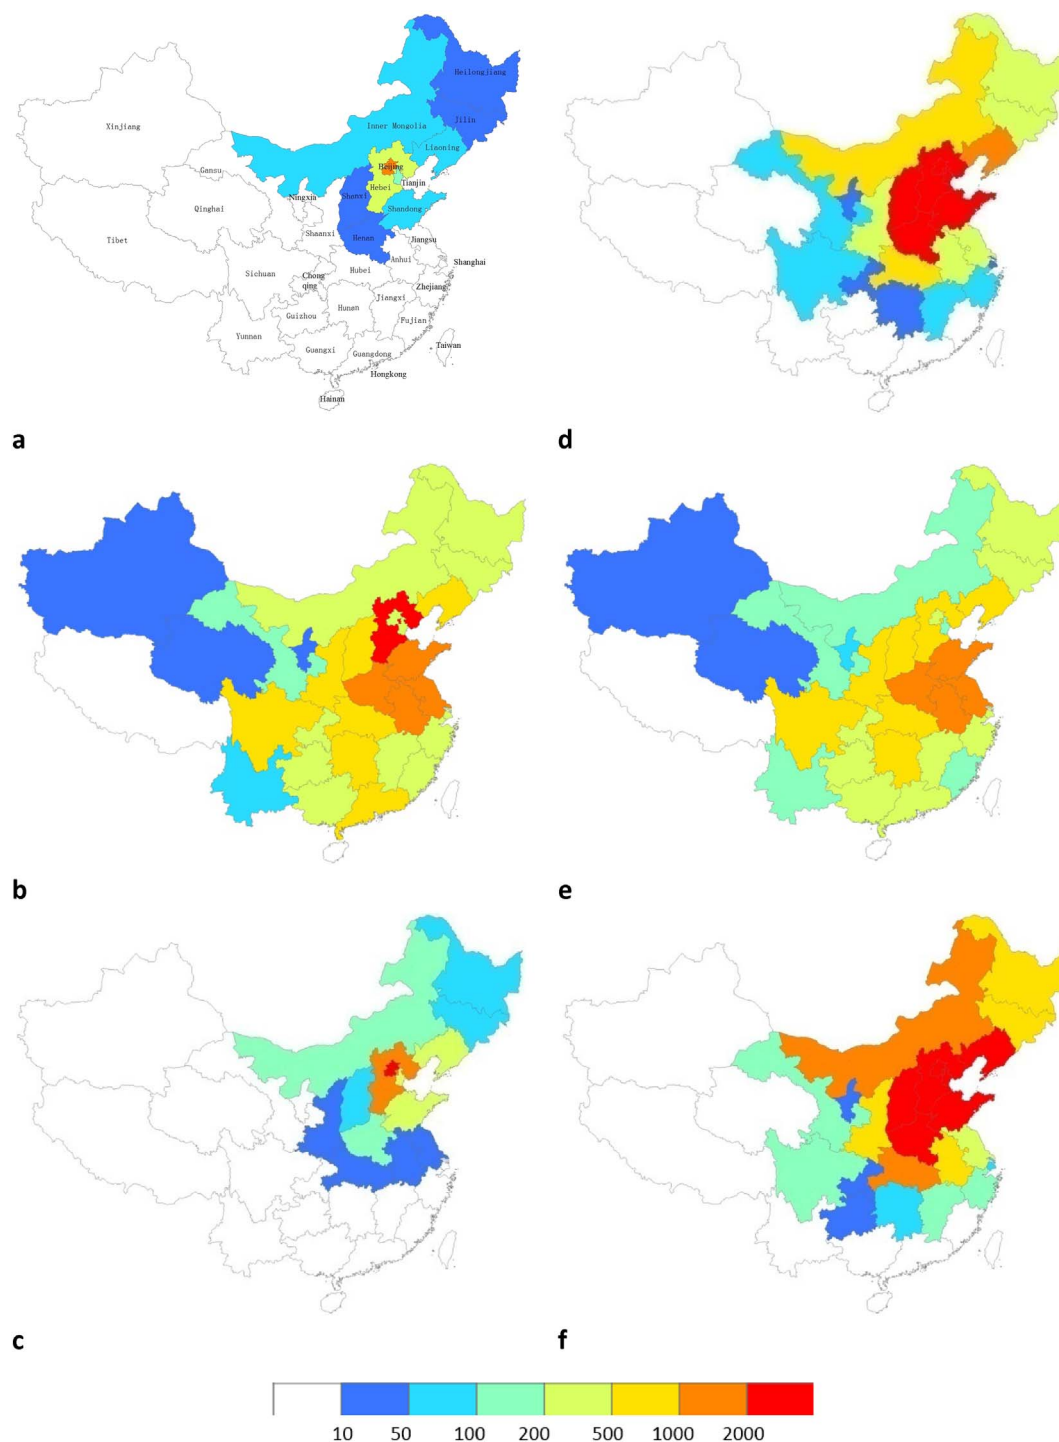 Heilongjiang
Jilin
Xinjiang
Inner Mongolia
Liaoning
Gansu
Beijing
Tianjin
Hebei
Ningxia
Shanxi
Qinghai
Shandong
Tibet
Shaanxi
Henan
Jiangsu
Anhui
Shanghai
Sichuan
Chong
qing
Hubei
Zhejiang
Jiangxi
Hunan
Guizhou
Fujian
Yunnan
Taiwan
Guangxi
Guangdong
Hongkong
Hainan
a
d
b
e
c
f
10 50 100 200 500 1000 2000